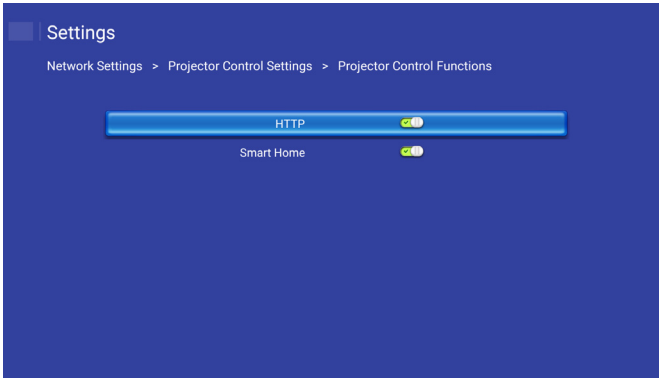 Settings
Network Settings > Projector Control Settings > Projector Control Functions
HTTP
Smart Home